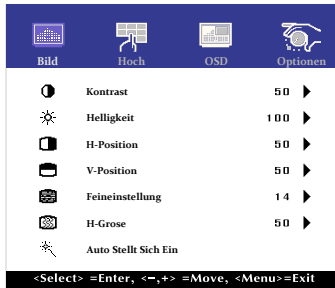 Bild Hoch OSD Optionen
Kontrast 50
Helligkeit 100
H-Position 50
V-Position 50
Feineinstellung 14
H-Grose 50
Auto Stellt Sich Ein
<Select> =Enter, <−,+> =Move, <Menu>=Exit